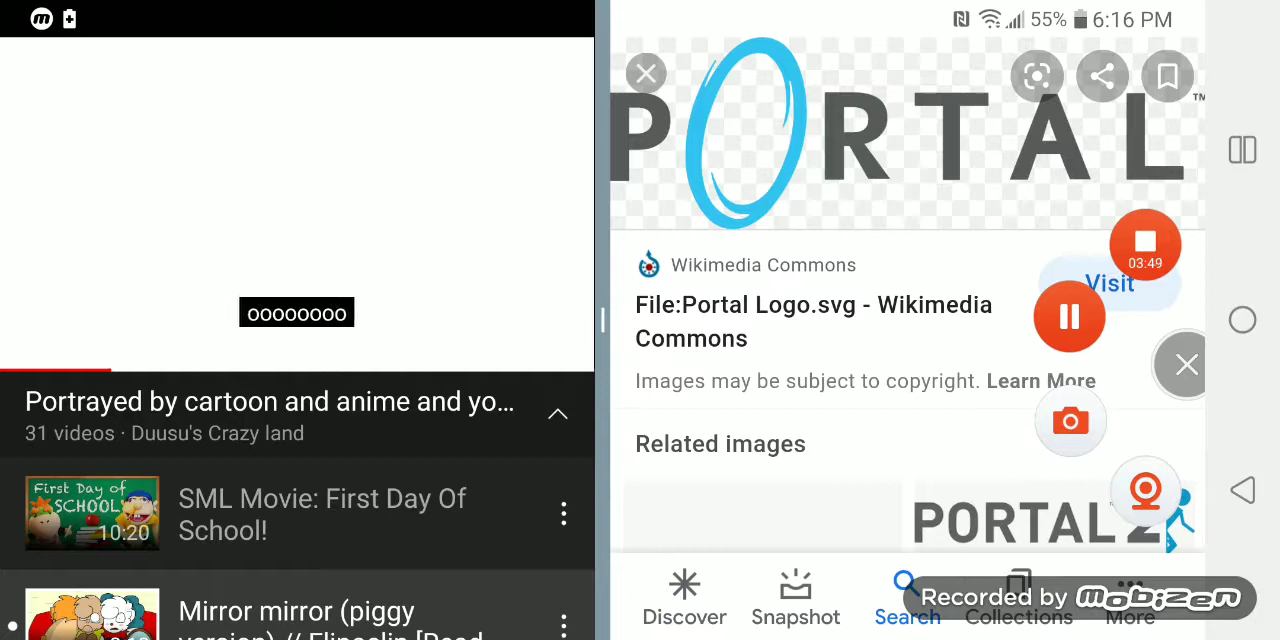 55% 6:16 PM
PORTAL™
oooooooo
Portrayed by cartoon and anime and yo...
31 videos · Duusu's Crazy land
First Day of
SCHOOL!
10:20
SML Movie: First Day Of
School!
Mirror mirror (piggy
Wikimedia Commons
Visit
File:Portal Logo.svg - Wikimedia
Commons
Images may be subject to copyright. Learn More
Related images
PORTAL 2
03:49
Discover
Snapshot
Search
Collections
More
Recorded by mobizen